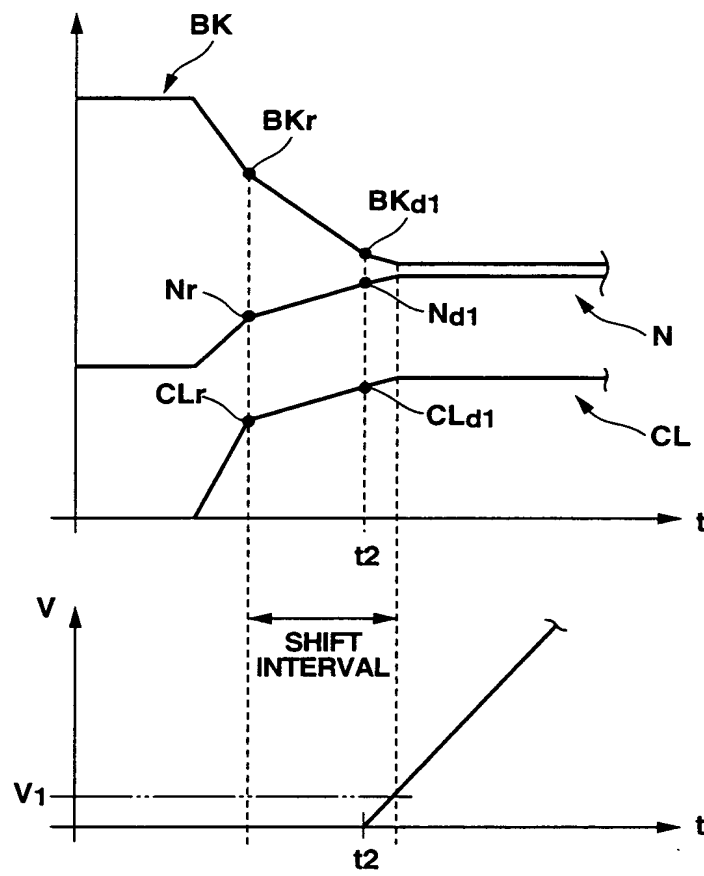 BK
BKr
BKd1
Nr
Nd1
N
CLr
CLd1
CL
t
t2
V
SHIFT
INTERVAL
V1
t
t2